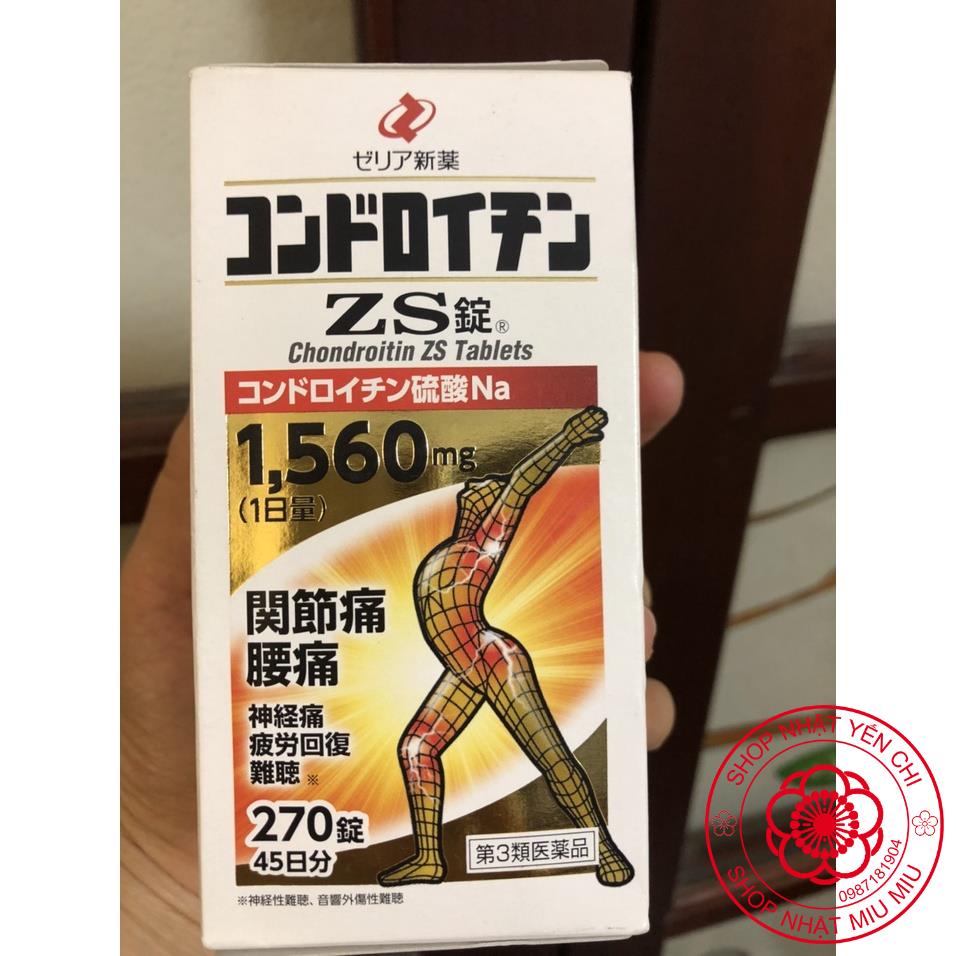 ゼリア新薬
コンドロイチン
ZS錠®
Chondroitin ZS Tablets
コンドロイチン硫酸Na
1,560mg
(1日量)
関節痛
腰痛
神経痛
疲労回復
難聴※
270錠
45日分
第3類医薬品
※神経性難聴、音響外傷性難聴
SHOP NHẬT YẾN CHI
0987181904
SHOP NHẬT MIU MIU